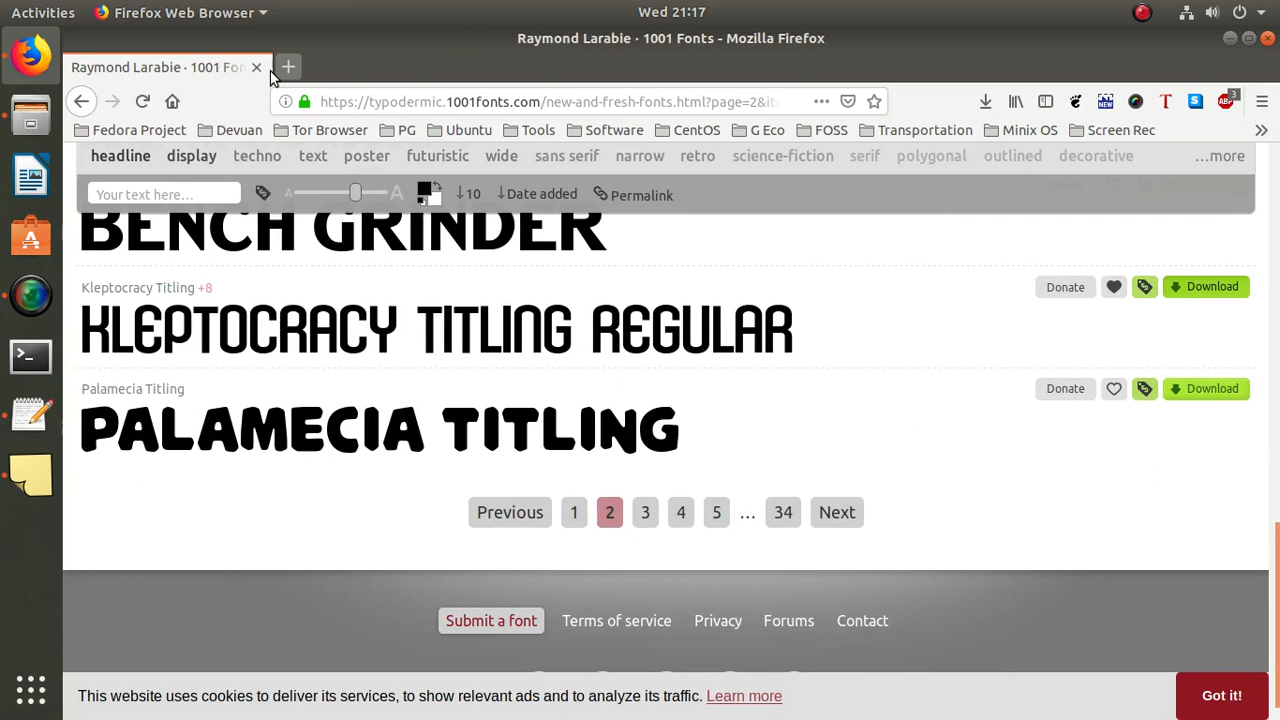 Activities Firefox Web Browser Wed 21:17
Raymond Larabie · 1001 Fonts - Mozilla Firefox
Raymond Larabie · 1001 Fon
https://typodermic.1001fonts.com/new-and-fresh-fonts.html?page=2&ite
3
Fedora Project Devuan Tor Browser PG Ubuntu Tools Software CentOS G Eco FOSS Transportation Minix OS Screen Rec
headline display techno text poster futuristic wide sans serif narrow retro science-fiction serif polygonal outlined decorative …more
Your text here… A A 10 Date added Permalink
BENCH GRINDER
Kleptocracy Titling +8 Donate Download
KLEPTOCRACY TITLING REGULAR
Palamecia Titling Donate Download
PALAMECIA TITLING
Previous 1 2 3 4 5 … 34 Next
Submit a font Terms of service Privacy Forums Contact
This website uses cookies to deliver its services, to show relevant ads and to analyze its traffic. Learn more Got it!